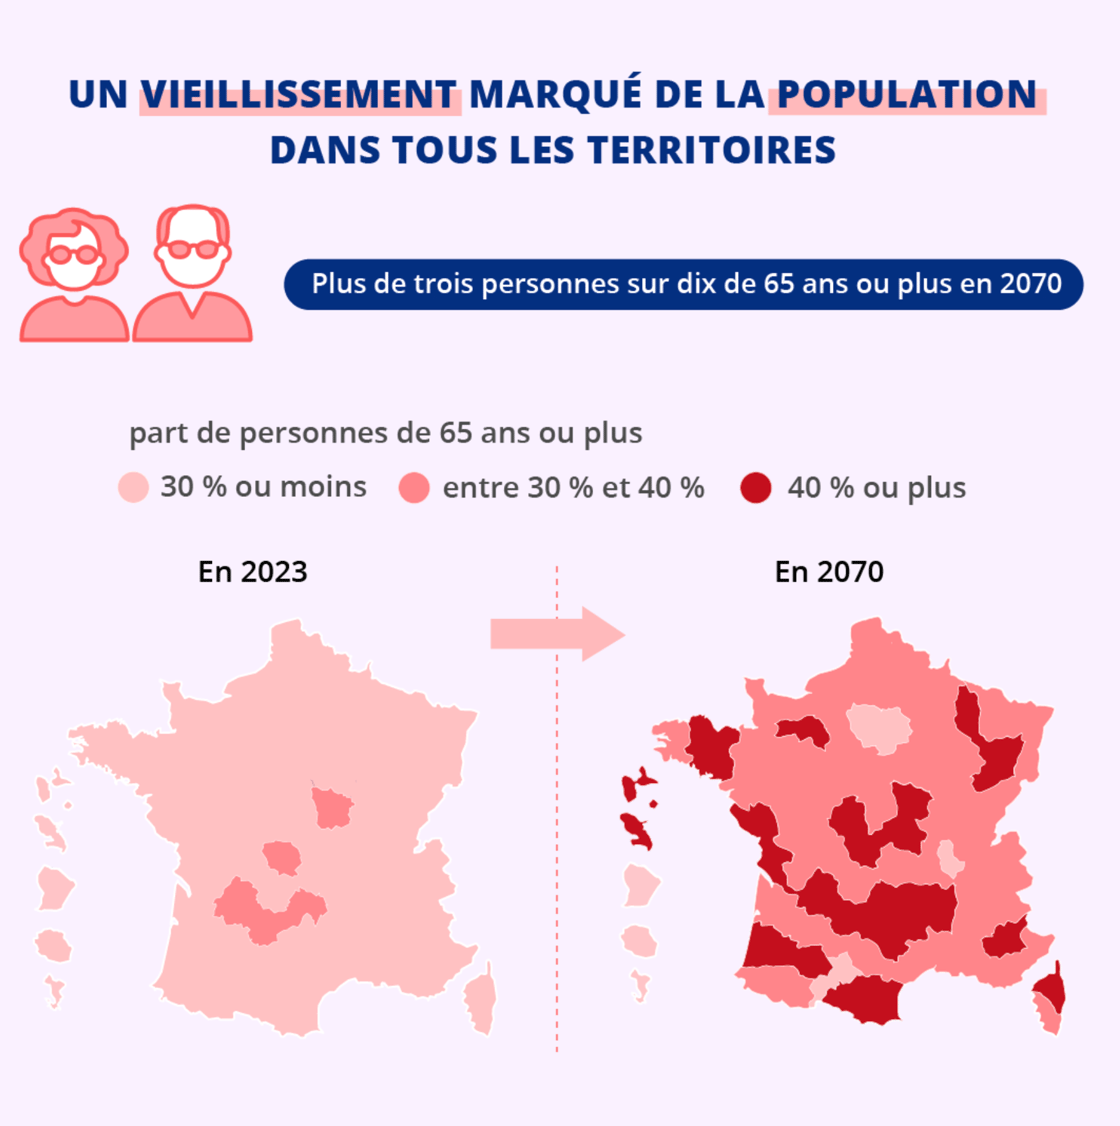 UN VIEILLISSEMENT MARQUÉ DE LA POPULATION
DANS TOUS LES TERRITOIRES
Plus de trois personnes sur dix de 65 ans ou plus en 2070
part de personnes de 65 ans ou plus
30 % ou moins
entre 30 % et 40 %
40 % ou plus
En 2023
En 2070